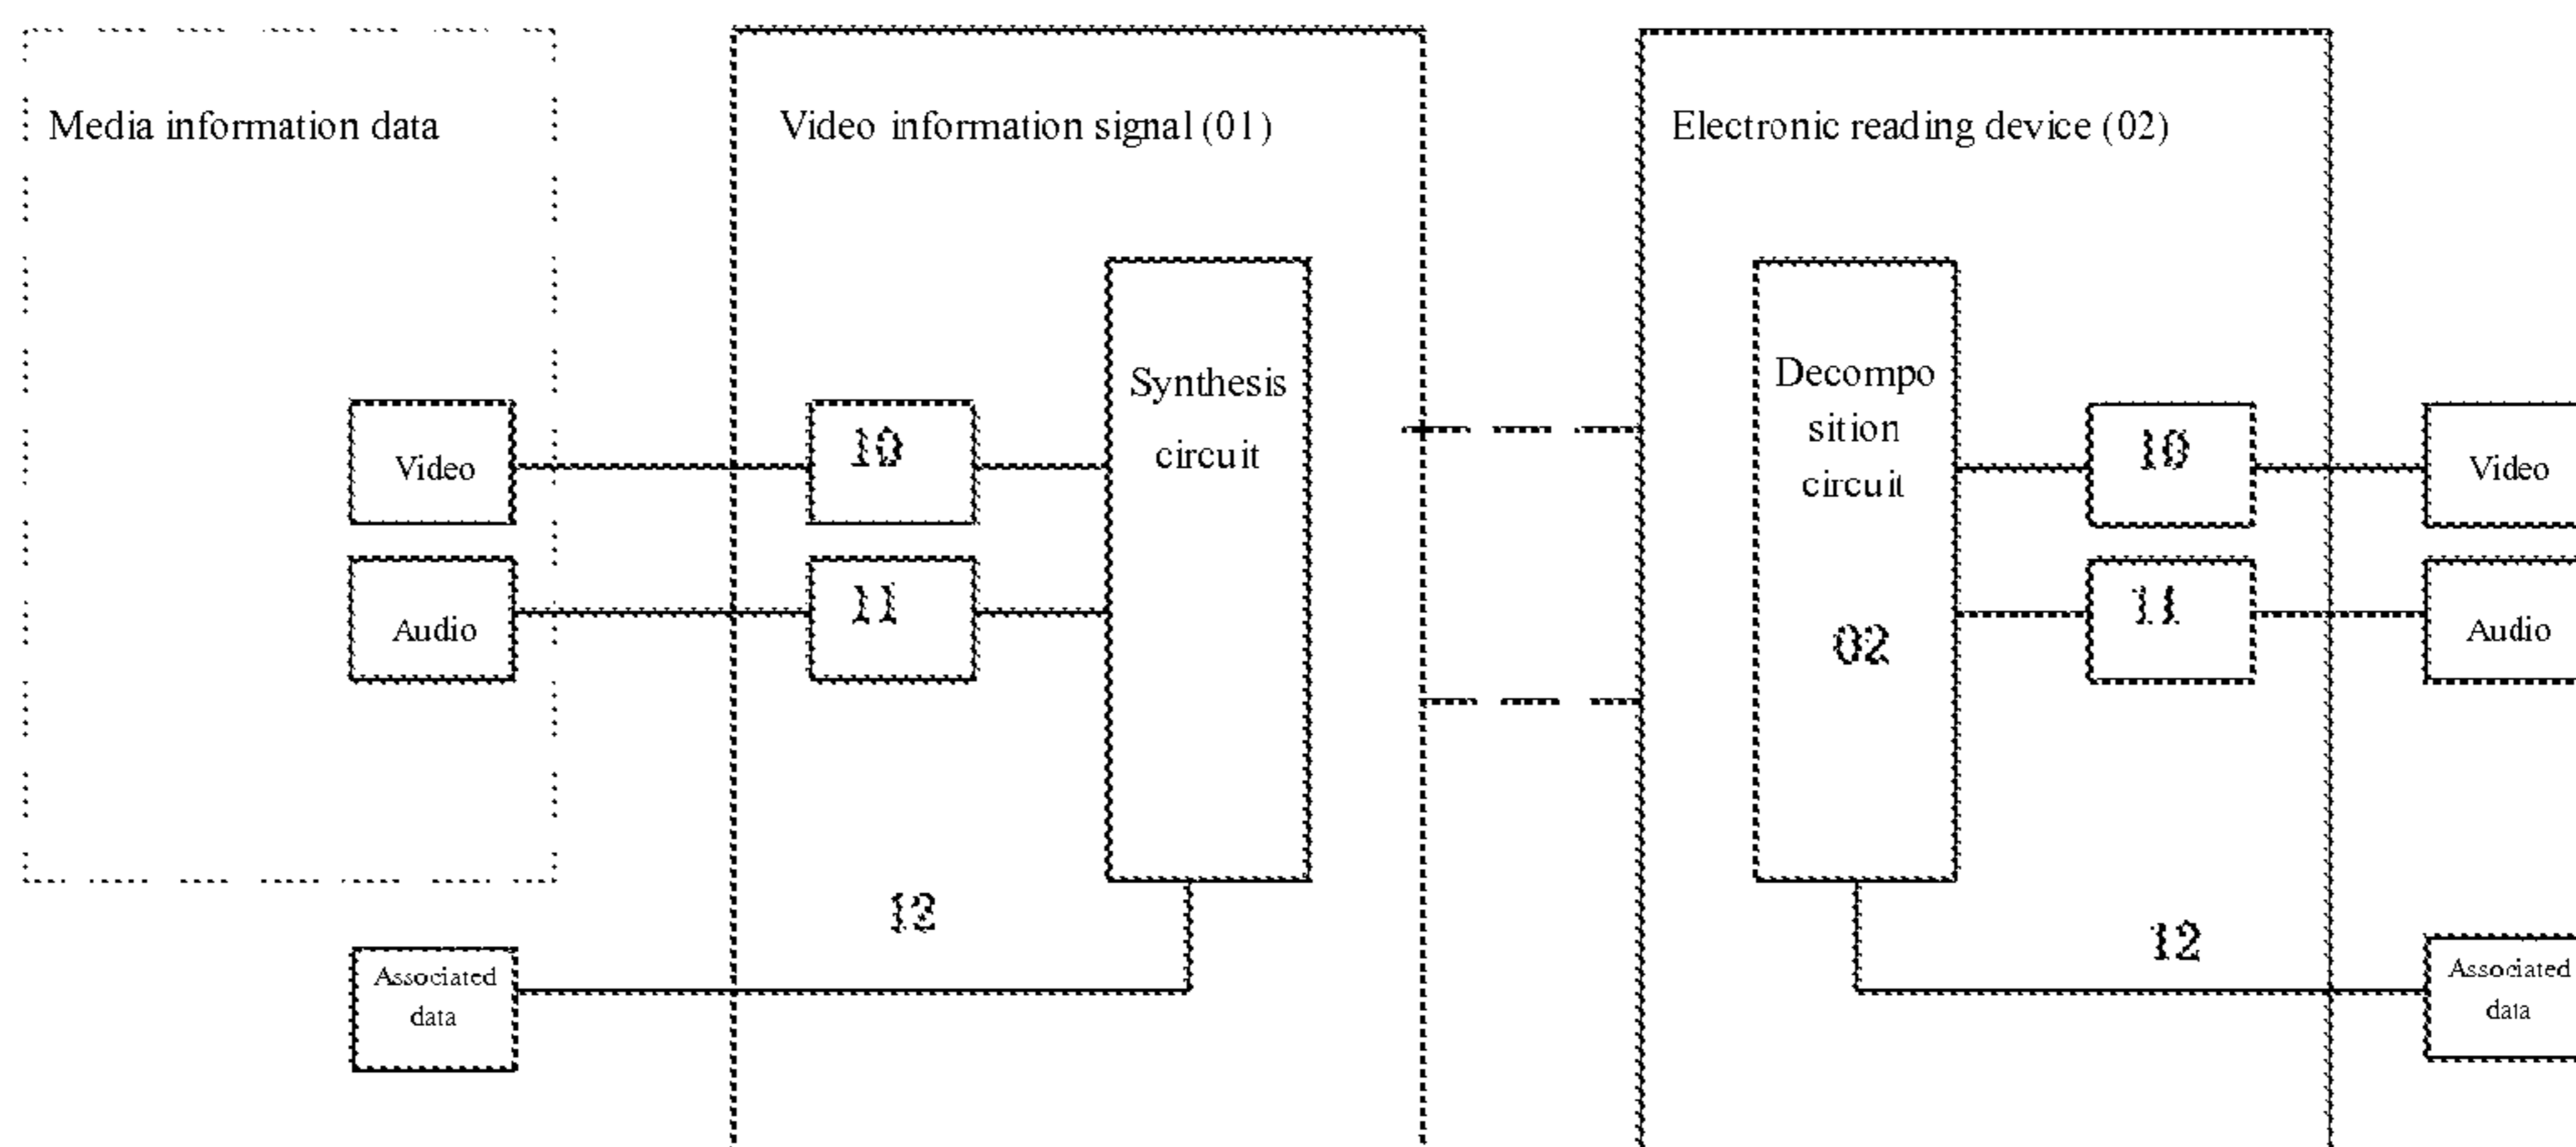 Media information data
Video information signal (01)
Electronic reading device (02)
Synthesis
circuit
Decompo
sition
circuit
02
Video
10
10
Video
Audio
11
11
Audio
12
12
Associated
data
Associated
data